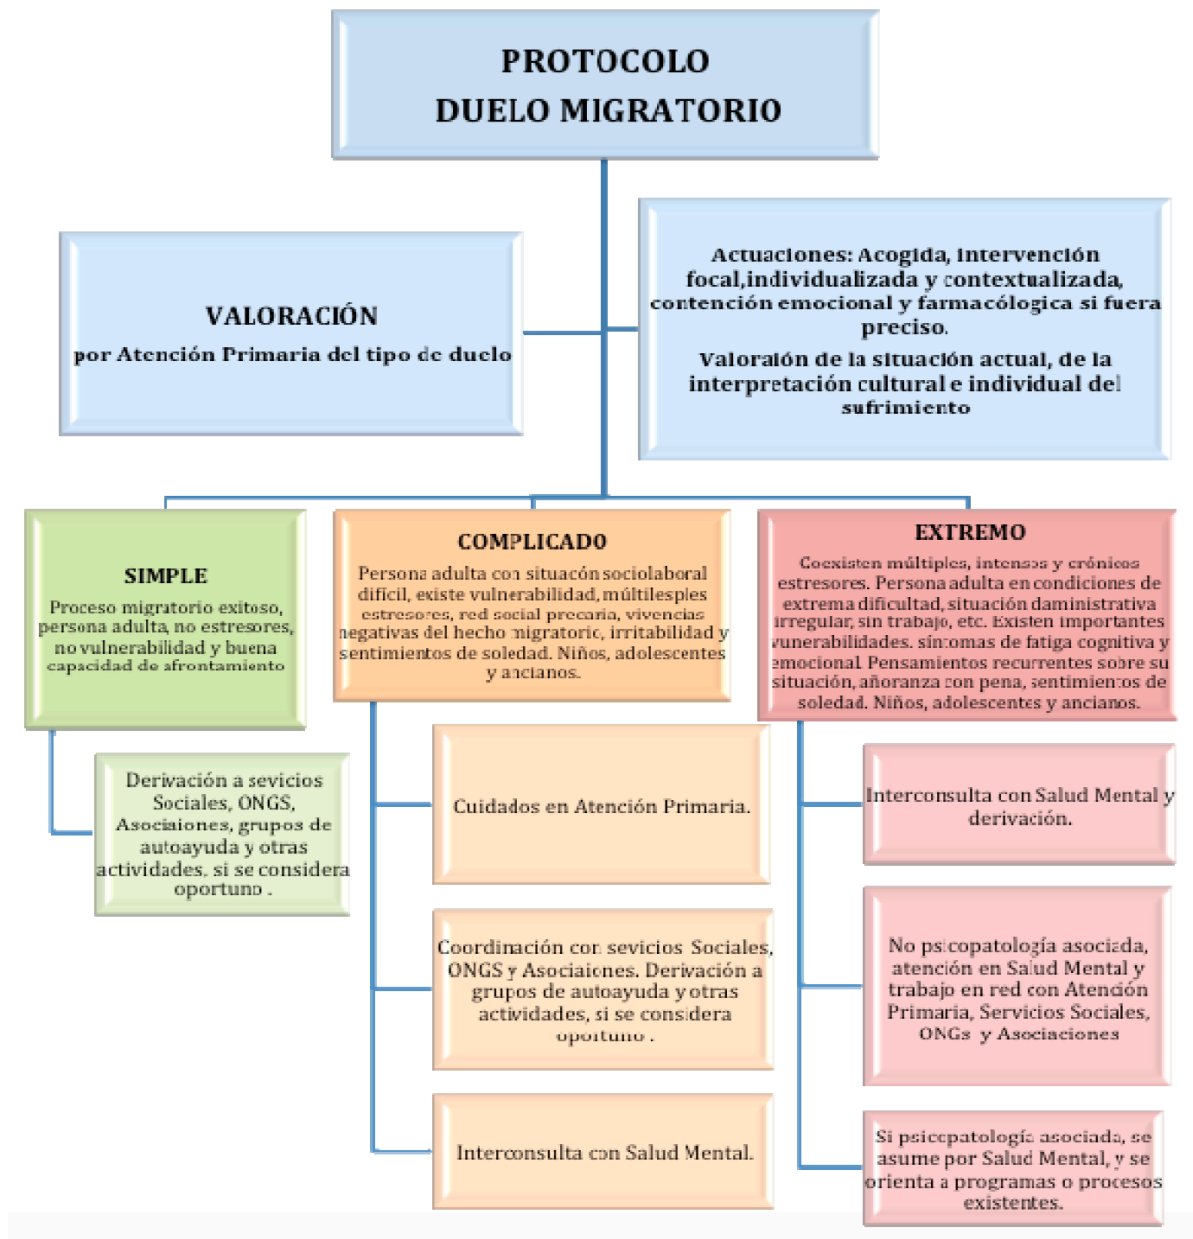 PROTOCOLO
DUELO MIGRATORIO
VALORACIÓN
por Atención Primaria del tipo de duelo
Actuaciones: Acogida, intervención
focal,individualizada y contextualizada,
contención emocional y farmacólogica si fuera
preciso.
Valoraión de la situación actual, de la
interpretación cultural e individual del
sufrimiento
SIMPLE
Proceso migratorio exitoso,
persona adulta, no estresores,
no vulnerabilidad y buena
capacidad de afrontamiento
Derivación a sevicios
Sociales, ONGS,
Asociaiones, grupos de
autoayuda y otras
actividades, si se considera
oportuno .
COMPLICADO
Persona adulta con situacón sociolaboral
difícil, existe vulnerabilidad, múltilesples
estresores, red social precaria, vivencias
negativas del hecho migratorio, irritabilidad y
sentimientos de soledad. Niños, adolescentes
y ancianos.
Cuidados en Atención Primaria.
Coordinación con sevicios Sociales,
ONGS y Asociaiones. Derivación a
grupos de autoayuda y otras
actividades, si se considera
oportuno .
Interconsulta con Salud Mental.
EXTREMO
Coexisten múltiples, intensos y crónicos
estresores. Persona adulta en condiciones de
extrema dificultad, situación daministrativa
irregular, sin trabajo, etc. Existen importantes
vunerabilidades. síntomas de fatiga cognitiva y
emocional. Pensamientos recurrentes sobre su
situación, añoranza con pena, sentimientos de
soledad. Niños, adolescentes y ancianos.
Interconsulta con Salud Mental y
derivación.
No psicopatología asociada,
atención en Salud Mental y
trabajo en red con Atención
Primaria, Servicios Sociales,
ONGs y Asociaciones
Si psicopatología asociada, se
asume por Salud Mental, y se
orienta a programas o procesos
existentes.